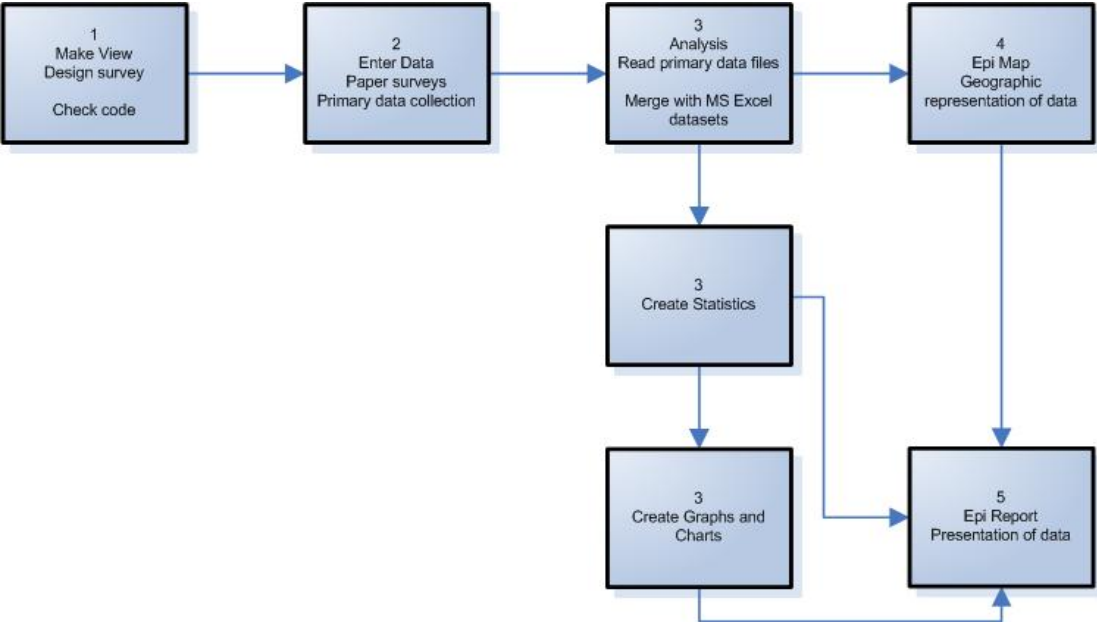 1
Make View
Design survey
Check code
2
Enter Data
Paper surveys
Primary data collection
3
Analysis
Read primary data files
Merge with MS Excel
datasets
4
Epi Map
Geographic
representation of data
3
Create Statistics
3
Create Graphs and
Charts
5
Epi Report
Presentation of data